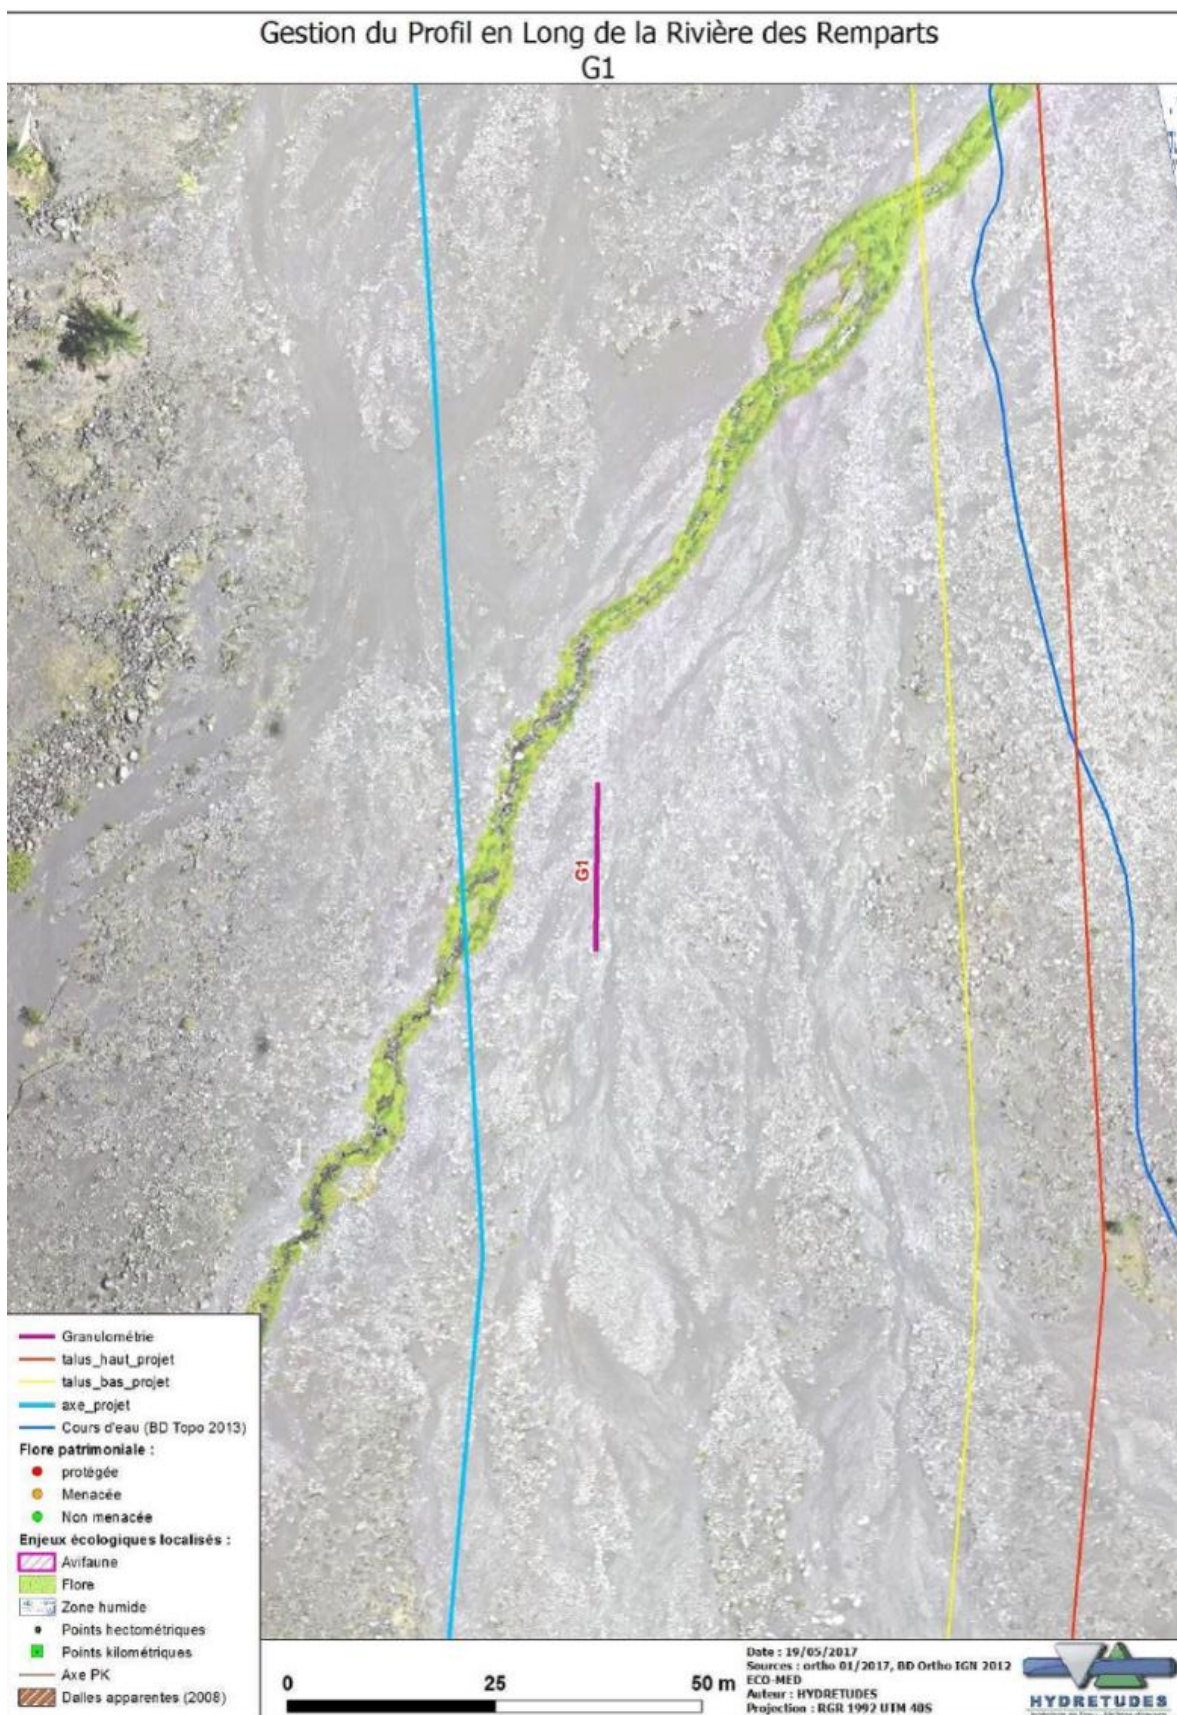 Gestion du Profil en Long de la Rivière des Remparts
G1
G1
Granulométrie
talus_haut_projet
talus_bas_projet
axe_projet
Cours d'eau (BD Topo 2013)
Flore patrimoniale :
protégée
Menacée
Non menacée
Enjeux écologiques localisés :
Avifaune
Flore
Zone humide
Points hectométriques
Points kilométriques
Axe PK
Dalles apparentes (2008)
0 25 50 m
Date : 19/05/2017
Sources : ortho 01/2017, BD Ortho IGN 2012
ECO-MED
Auteur : HYDRETUDES
Projection : RGR 1992 UTM 40S
HYDRETUDES